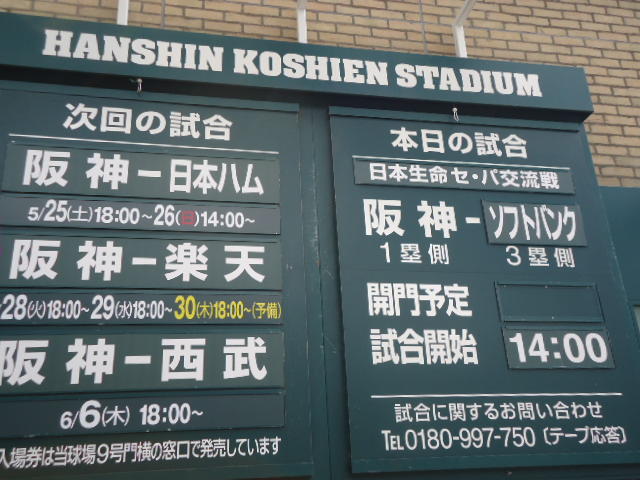 HANSHIN KOSHIEN STADIUM
次回の試合
阪神ー日本ハム
5/25(土)18:00~26(日)14:00~
阪神ー楽天
28(火)18:00~29(水)18:00~30(木)18:00~(予備)
阪神ー西武
6/6(木) 18:00~
入場券は当球場9号門横の窓口で発売しています
本日の試合
日本生命セ・パ交流戦
阪神-ソフトバンク
1塁側 3塁側
開門予定
試合開始 14:00
試合に関するお問い合わせ
TEL0180-997-750〔テープ応答〕